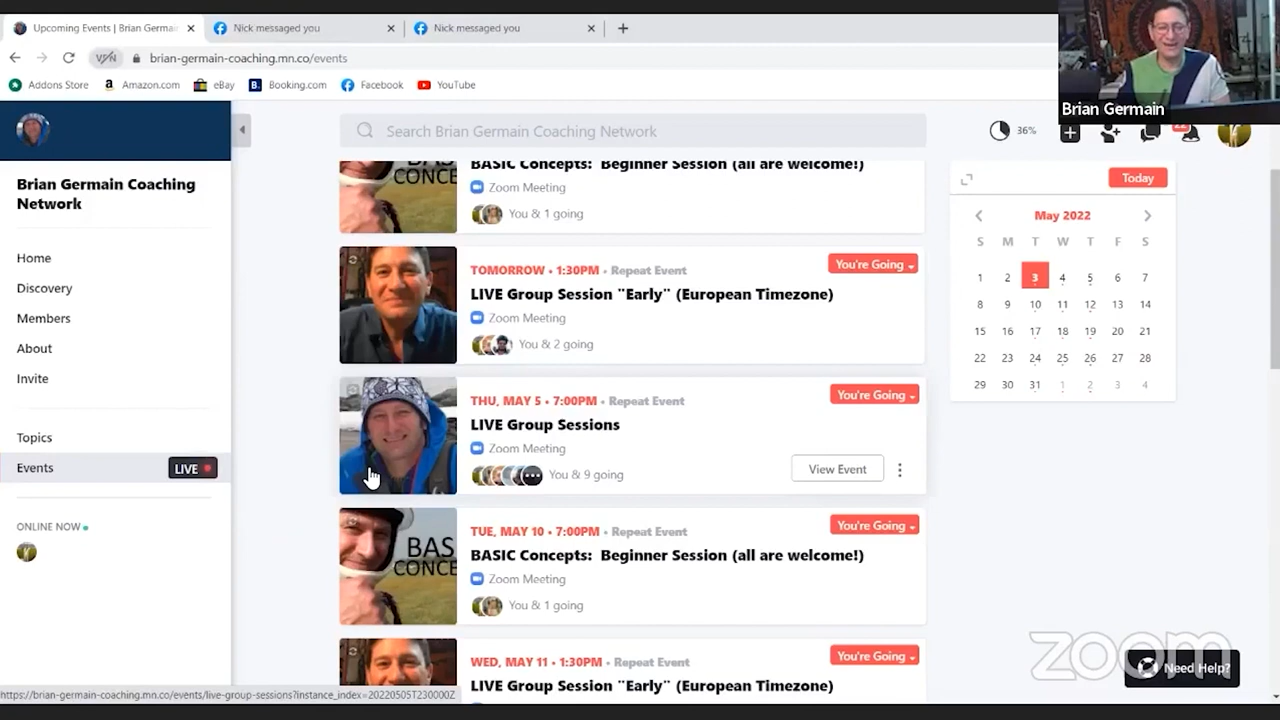 Upcoming Events | Brian Germai
Nick messaged you
Nick messaged you
VPN
brian-germain-coaching.mn.co/events
Addons Store
Amazon.com
eBay
Booking.com
Facebook
YouTube
Brian Germain
Search Brian Germain Coaching Network
36%
22
Brian Germain Coaching
Network
Home
Discovery
Members
About
Invite
Topics
Events
LIVE
ONLINE NOW
BAS
CONCE
BASIC Concepts: Beginner Session (all are welcome!)
Zoom Meeting
You & 1 going
TOMORROW • 1:30PM • Repeat Event
You're Going
LIVE Group Session "Early" (European Timezone)
Zoom Meeting
You & 2 going
THU, MAY 5 • 7:00PM • Repeat Event
You're Going
LIVE Group Sessions
Zoom Meeting
You & 9 going
View Event
BAS
CONCE
TUE, MAY 10 • 7:00PM • Repeat Event
You're Going
BASIC Concepts: Beginner Session (all are welcome!)
Zoom Meeting
You & 1 going
WED, MAY 11 • 1:30PM • Repeat Event
You're Going
LIVE Group Session "Early" (European Timezone)
Today
May 2022
S M T W T F S
1 2 3 4 5 6 7
8 9 10 11 12 13 14
15 16 17 18 19 20 21
22 23 24 25 26 27 28
29 30 31 1 2 3 4
zoom
Need Help?
https://brian-germain-coaching.mn.co/events/live-group-sessions?instance_index=20220505T230000Z